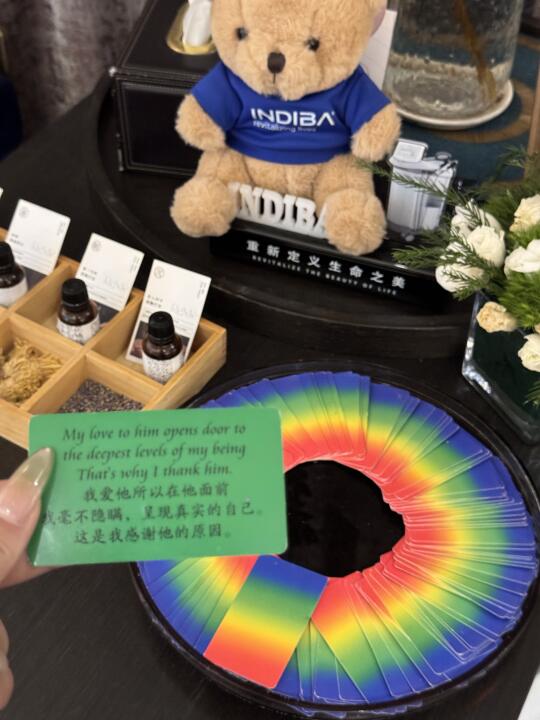 INDIBA®
revitalizing lives
INDIBA
重新定义生命之美
REVITALIZE THE BEAUTY OF LIFE
My love to him opens door to
the deepest levels of my being
That's why I thank him.
我爱他所以在他面前
我毫不隐瞒，呈现真实的自己。
这是我感谢他的原因。